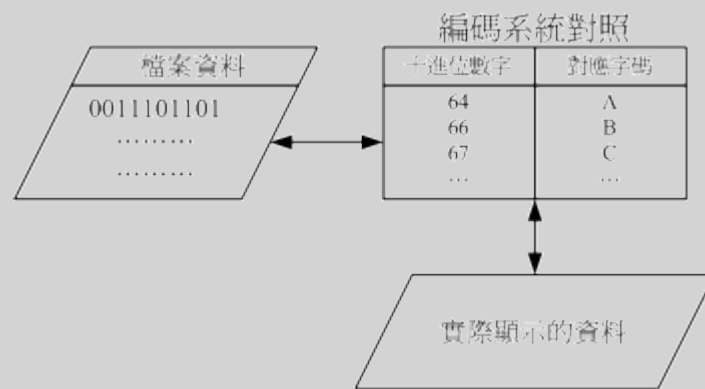 編碼系統對照
檔案資料
0011101101
………
………
十進位數字 對應字碼
64 A
66 B
67 C
… …
實際顯示的資料